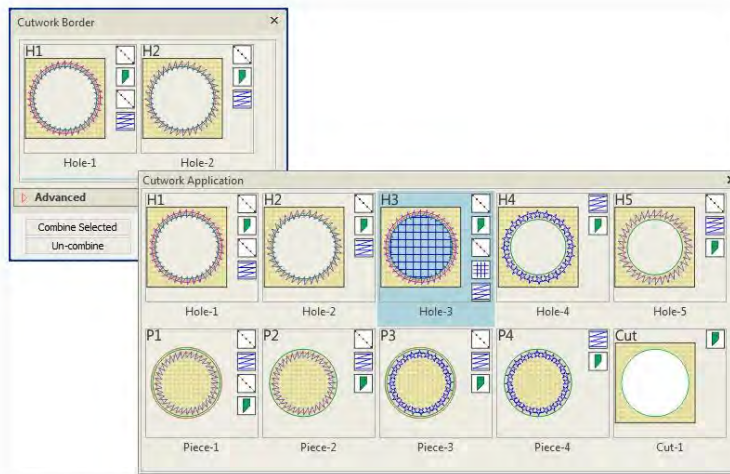 Cutwork Border
H1 H2
Hole-1 Hole-2
Advanced
Combine Selected
Un-combine
Cutwork Application
H1 H2 H3 H4 H5
Hole-1 Hole-2 Hole-3 Hole-4 Hole-5
P1 P2 P3 P4 Cut
Piece-1 Piece-2 Piece-3 Piece-4 Cut-1